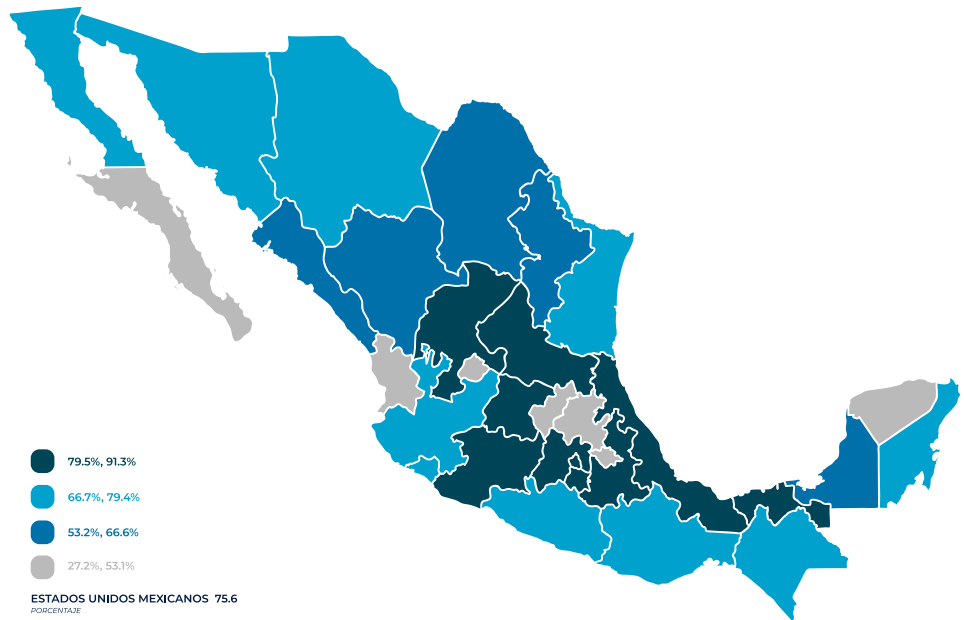 79.5%, 91.3%
66.7%, 79.4%
53.2%, 66.6%
27.2%, 53.1%
ESTADOS UNIDOS MEXICANOS 75.6
PORCENTAJE